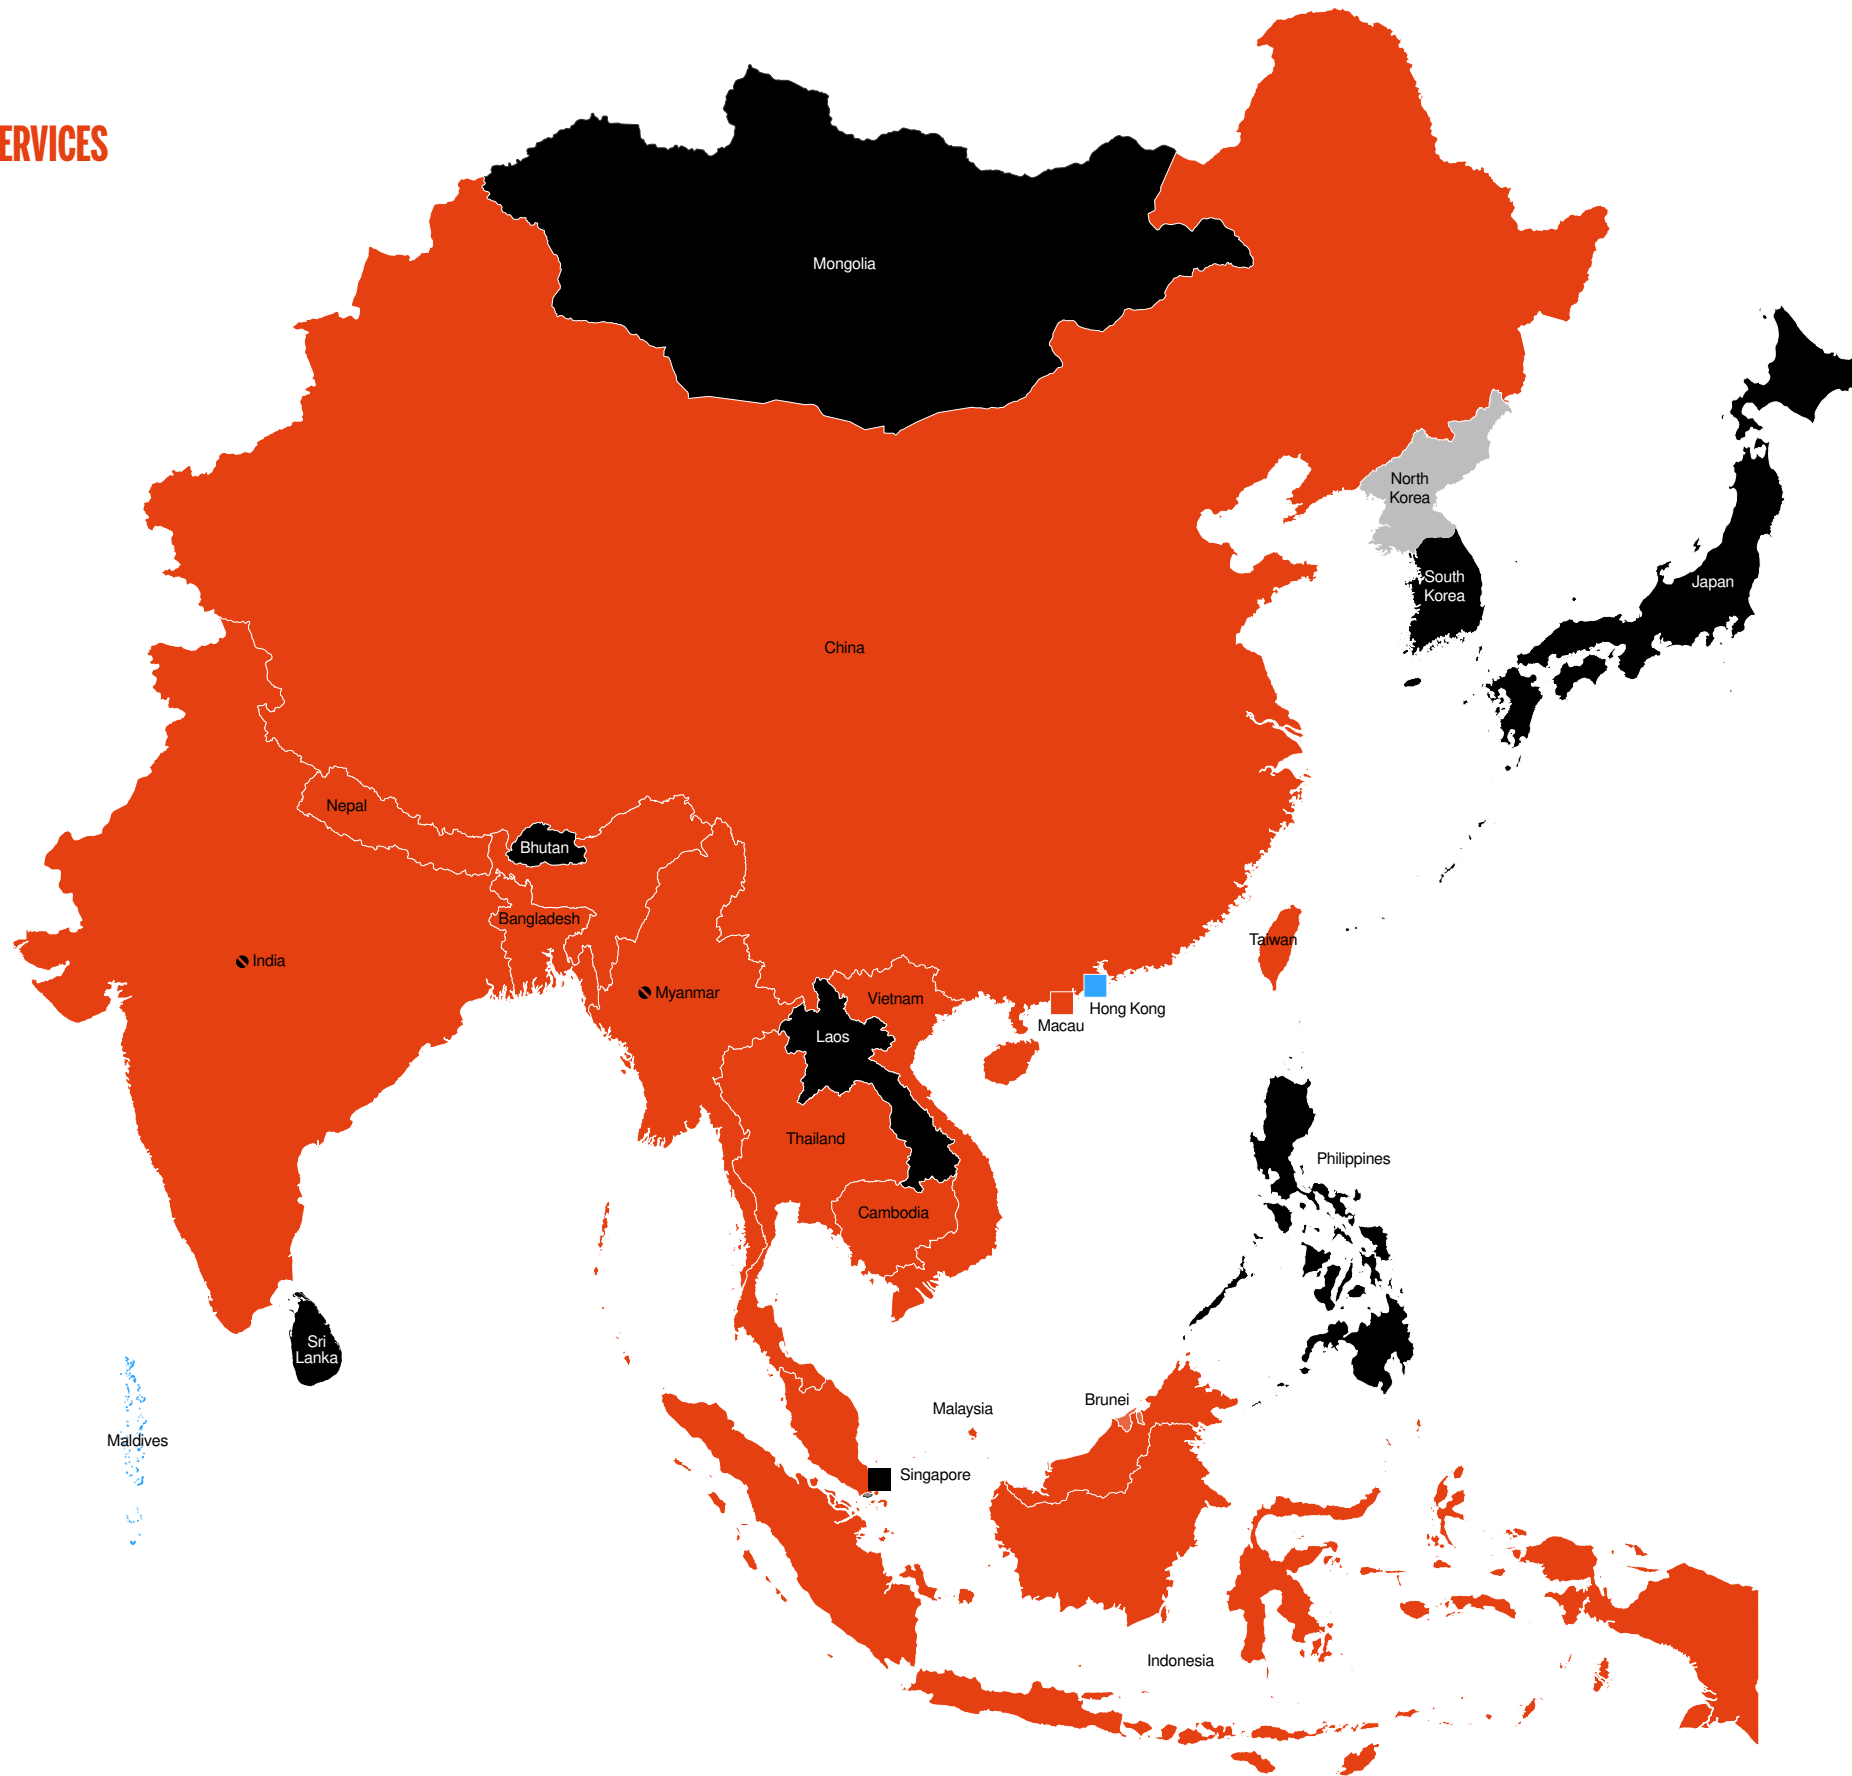 ERVICES
Mongolia
North
Korea
South
Korea
Japan
China
Nepal
Bhutan
Bangladesh
Taiwan
India
Myanmar
Vietnam
Hong Kong
Macau
Laos
Thailand
Philippines
Cambodia
Sri
Lanka
Brunei
Malaysia
Maldives
Singapore
Indonesia